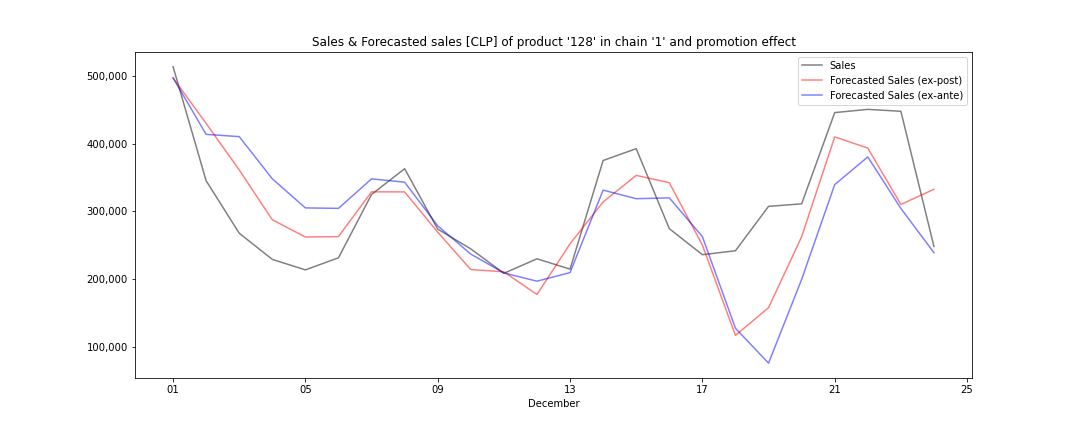 Sales & Forecasted sales [CLP] of product '128' in chain '1' and promotion effect
500,000
400,000
300,000
200,000
100,000
Sales
Forecasted Sales (ex-post)
Forecasted Sales (ex-ante)
01 05 09 13 17 21 25
December